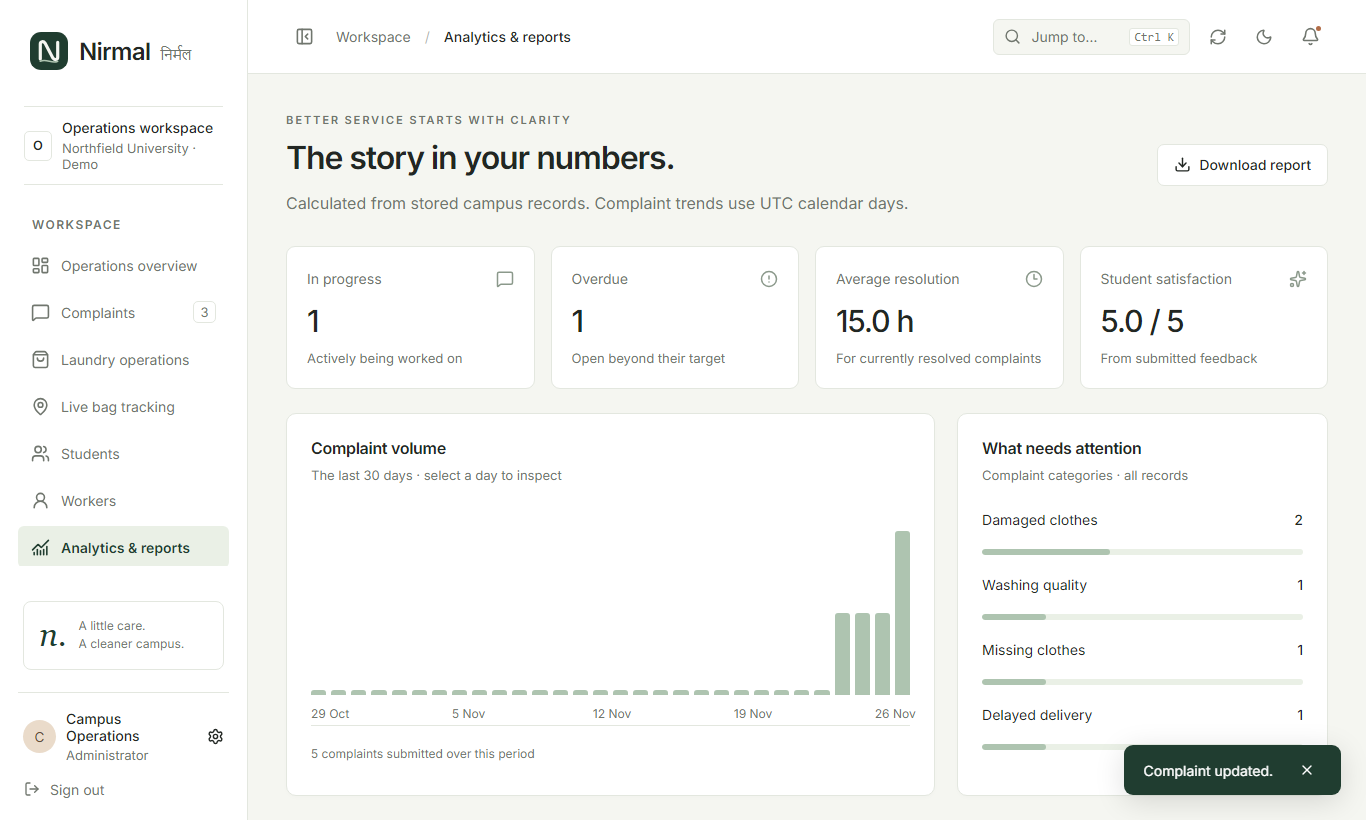 Nirmal निर्मल
O
Operations workspace
Northfield University ·
Demo
WORKSPACE
Operations overview
Complaints 3
Laundry operations
Live bag tracking
Students
Workers
Analytics & reports
n.
A little care.
A cleaner campus.
C
Campus
Operations
Administrator
Sign out
Workspace / Analytics & reports
Jump to... Ctrl K
BETTER SERVICE STARTS WITH CLARITY
The story in your numbers.
Calculated from stored campus records. Complaint trends use UTC calendar days.
Download report
In progress
1
Actively being worked on
Overdue
1
Open beyond their target
Average resolution
15.0 h
For currently resolved complaints
Student satisfaction
5.0 / 5
From submitted feedback
Complaint volume
The last 30 days · select a day to inspect
29 Oct 5 Nov 12 Nov 19 Nov 26 Nov
5 complaints submitted over this period
What needs attention
Complaint categories · all records
Damaged clothes 2
Washing quality 1
Missing clothes 1
Delayed delivery 1
Complaint updated.